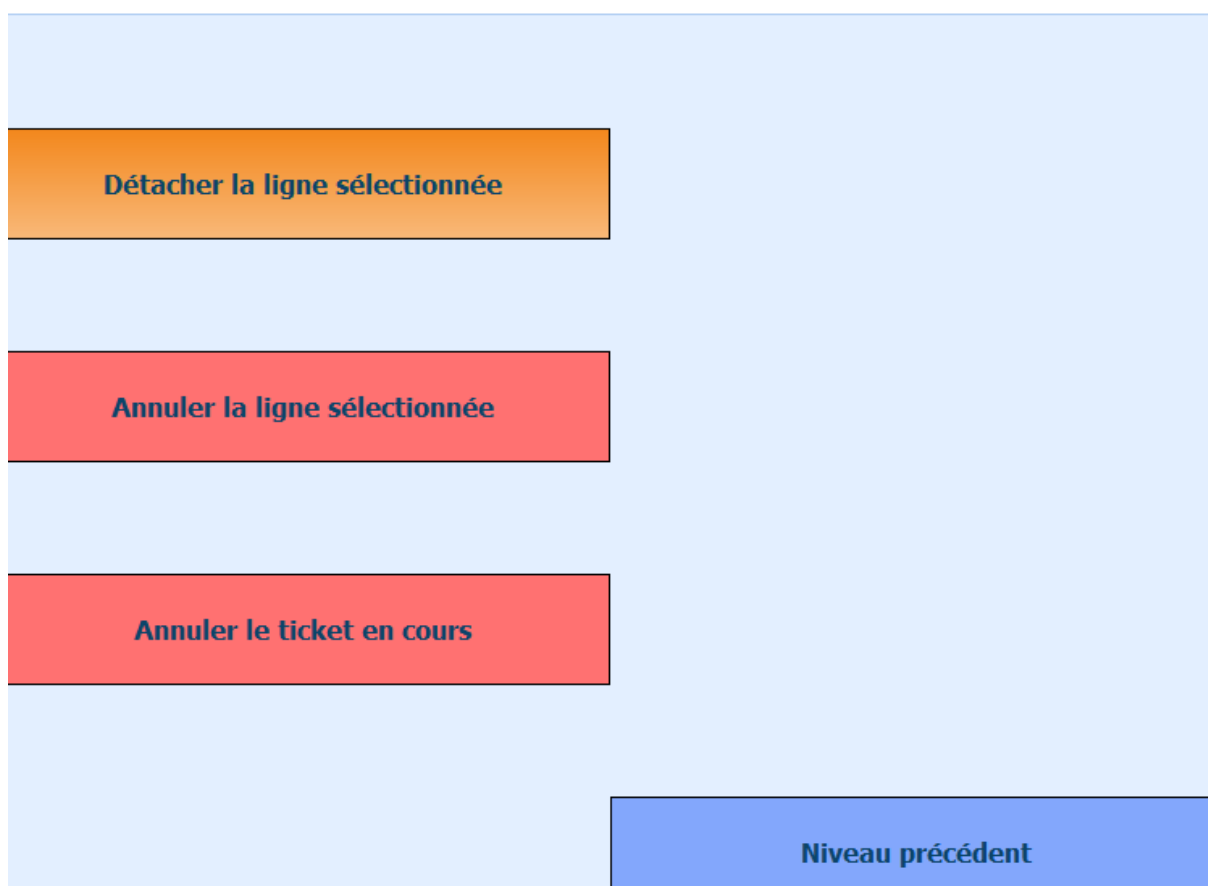 Détacher la ligne sélectionnée
Annuler la ligne sélectionnée
Annuler le ticket en cours
Niveau précédent